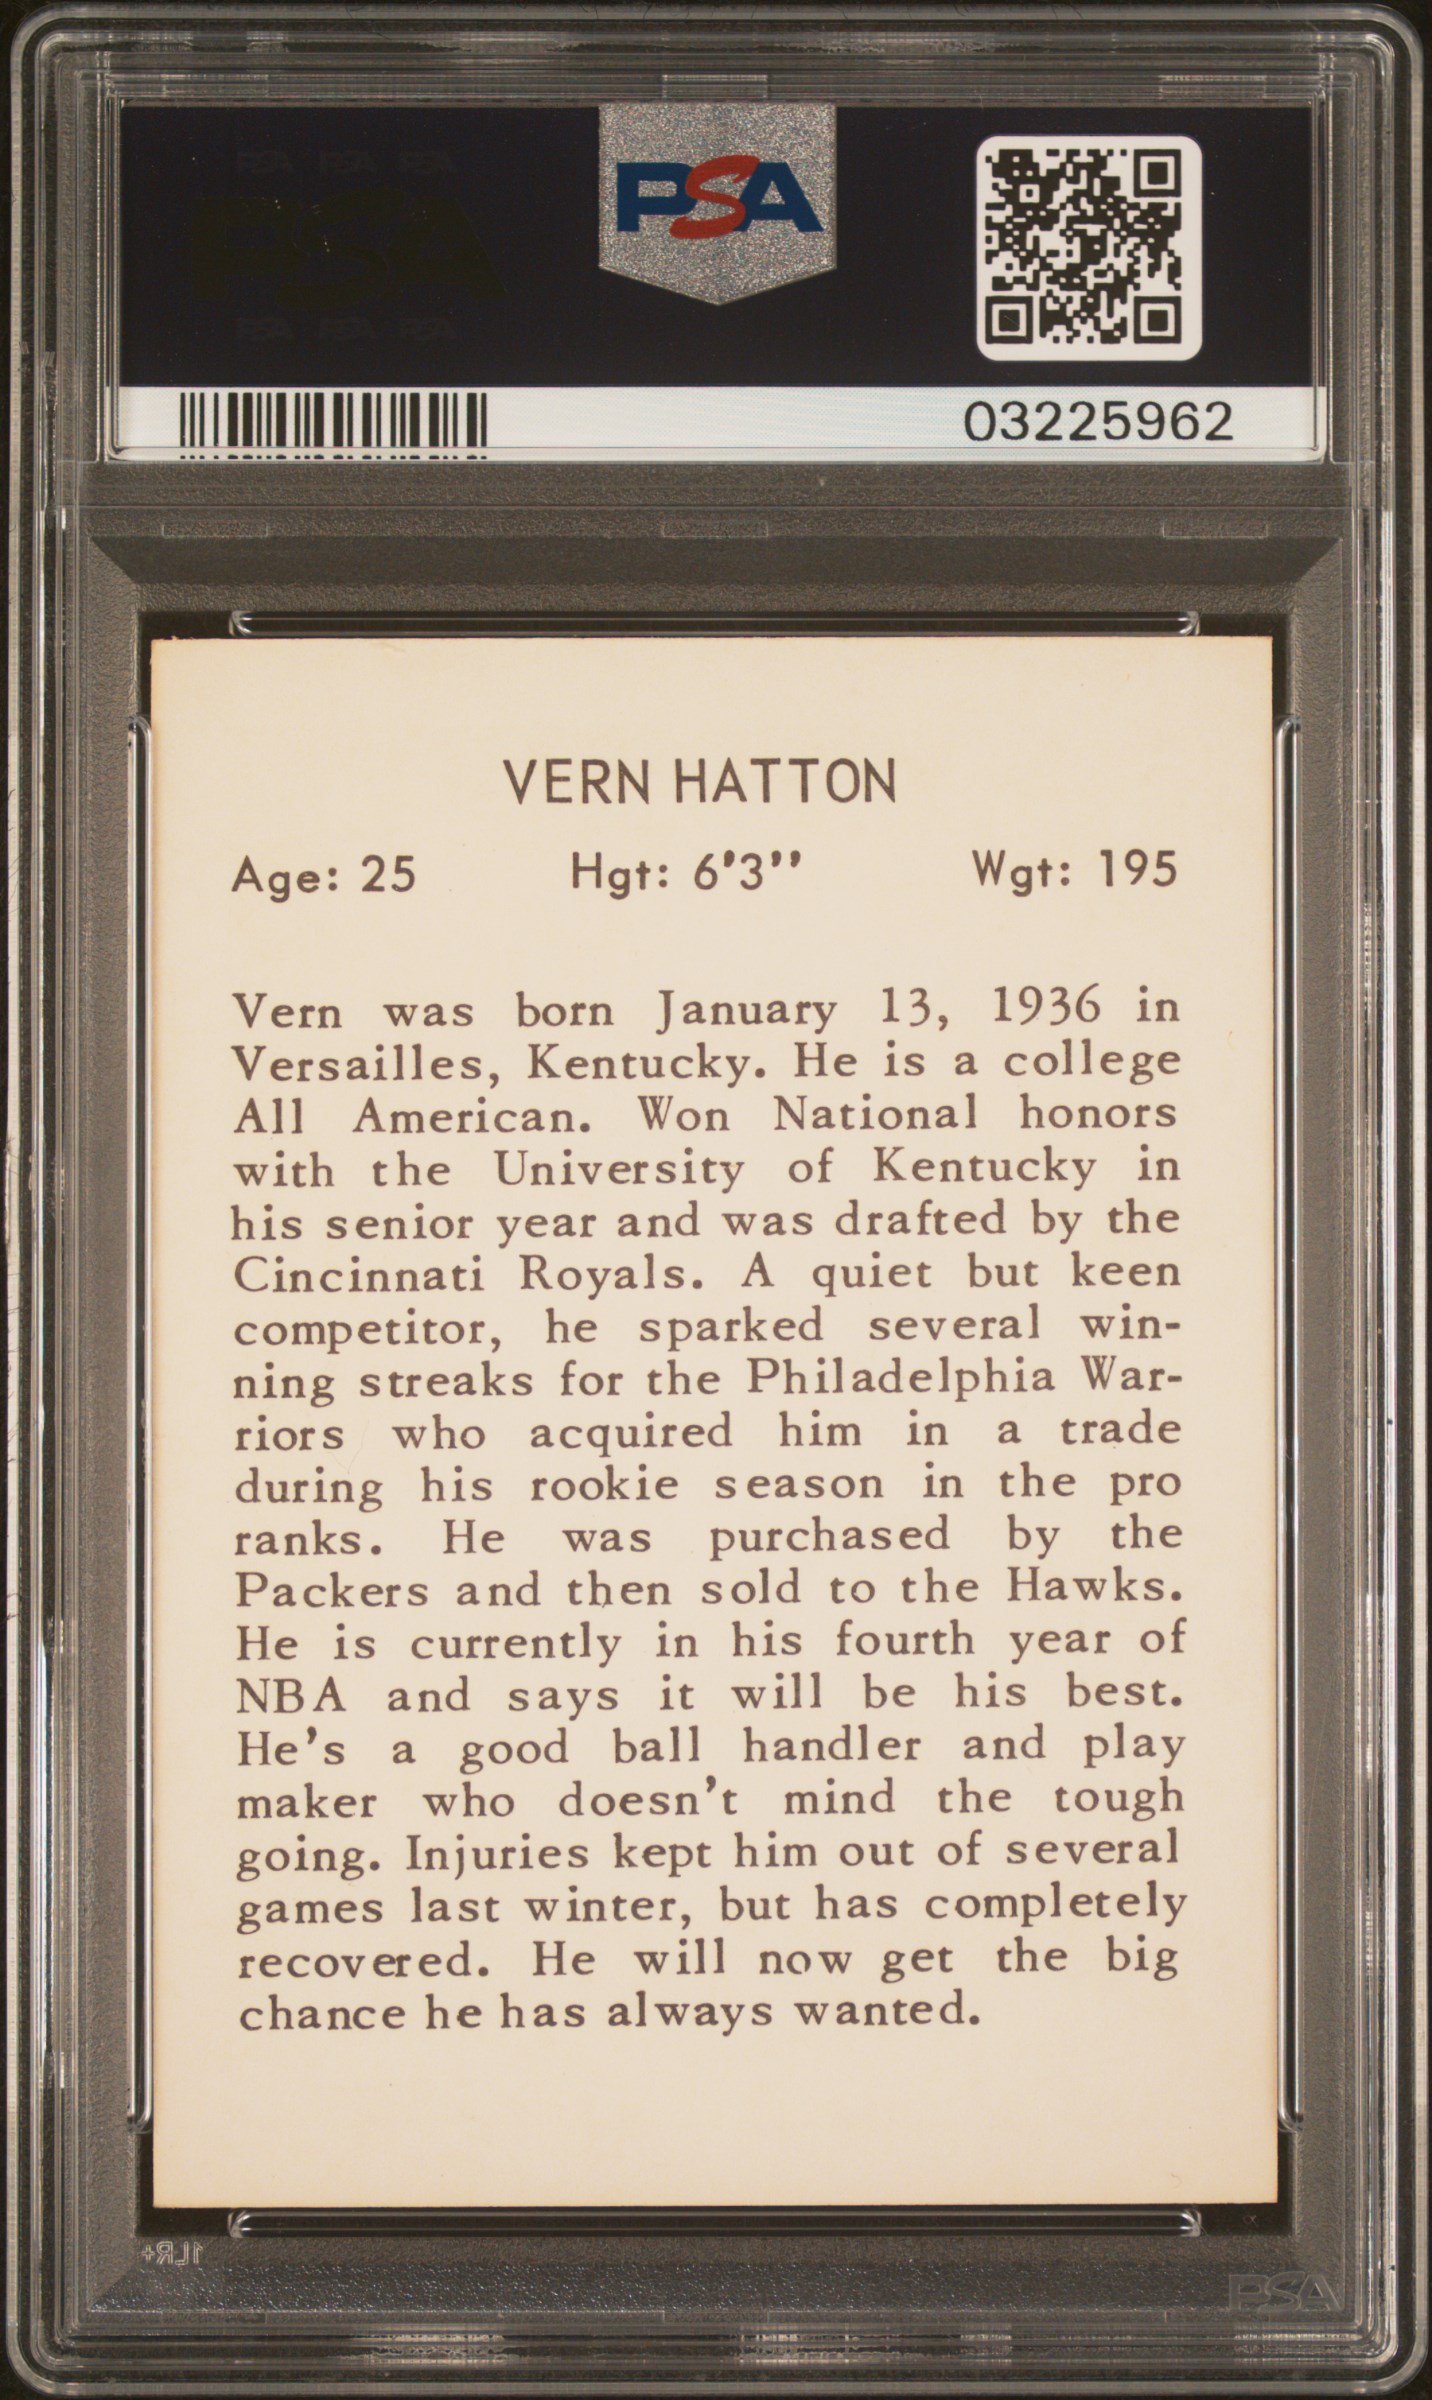 PSA
03225962
VERN HATTON
Age: 25 Hgt: 6'3'' Wgt: 195
Vern was born January 13, 1936 in
Versailles, Kentucky. He is a college
All American. Won National honors
with the University of Kentucky in
his senior year and was drafted by the
Cincinnati Royals. A quiet but keen
competitor, he sparked several win-
ning streaks for the Philadelphia War-
riors who acquired him in a trade
during his rookie season in the pro
ranks. He was purchased by the
Packers and then sold to the Hawks.
He is currently in his fourth year of
NBA and says it will be his best.
He's a good ball handler and play
maker who doesn't mind the tough
going. Injuries kept him out of several
games last winter, but has completely
recovered. He will now get the big
chance he has always wanted.
1LR+
PSA